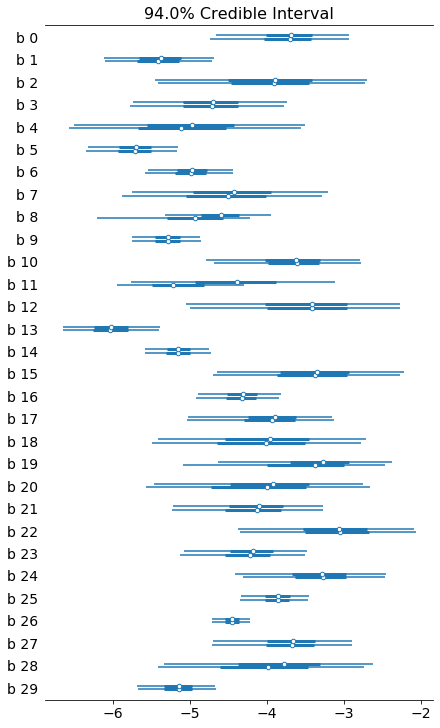 94.0% Credible Interval
b 0
b 1
b 2
b 3
b 4
b 5
b 6
b 7
b 8
b 9
b 10
b 11
b 12
b 13
b 14
b 15
b 16
b 17
b 18
b 19
b 20
b 21
b 22
b 23
b 24
b 25
b 26
b 27
b 28
b 29
−6 −5 −4 −3 −2